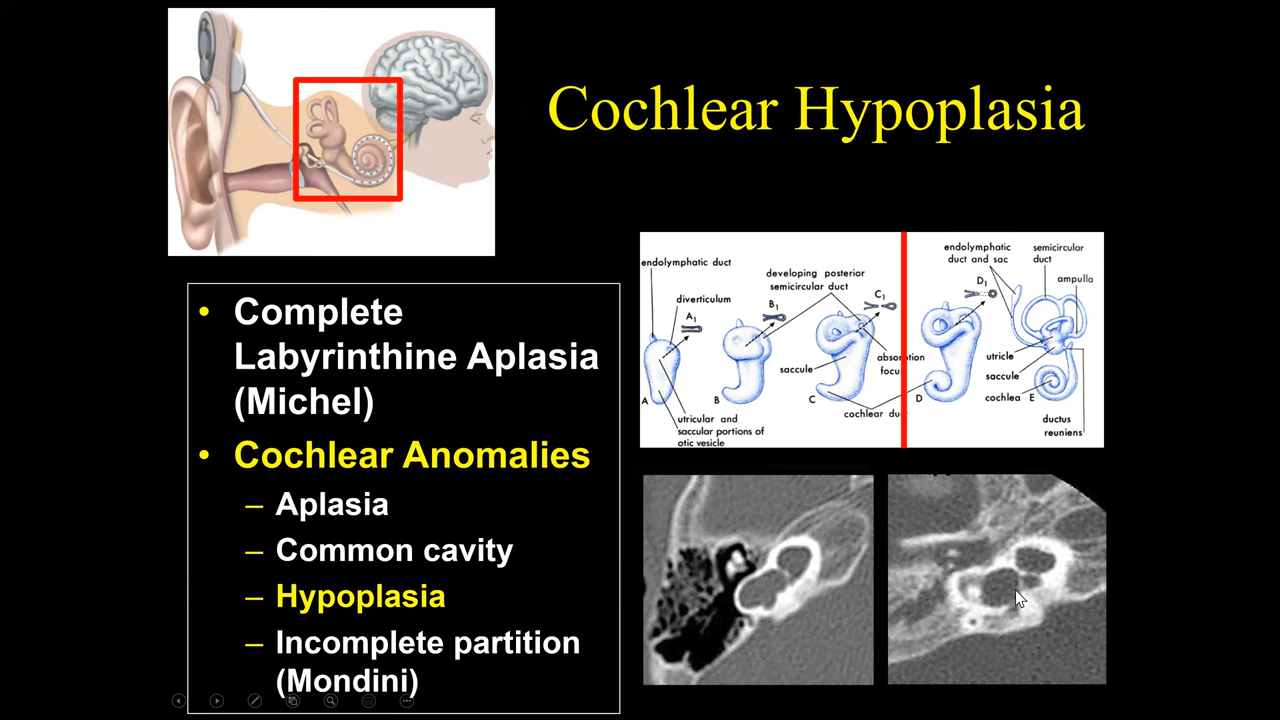 Cochlear Hypoplasia
• Complete
Labyrinthine Aplasia
(Michel)
• Cochlear Anomalies
– Aplasia
– Common cavity
– Hypoplasia
– Incomplete partition
(Mondini)
endolymphatic duct
diverticulum
A1
developing posterior
semicircular duct
B1
C1
endolymphatic
duct and sac
semicircular
duct
ampulla
D1
saccule
absorption
focu
utricle
saccule
cochlea
A
B
C
D
E
utricular and
saccular portions of
otic vesicle
cochlear du
ductus
reuniens